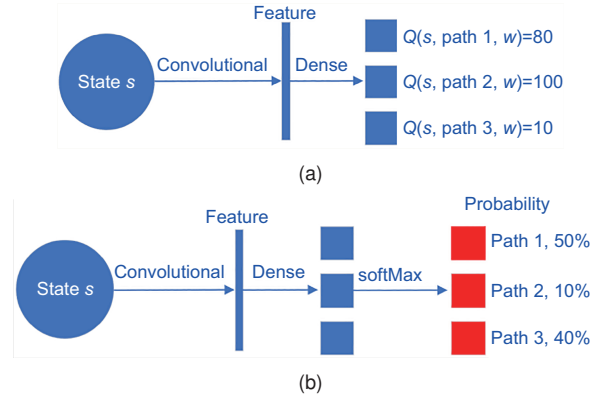 Feature
State s
Convolutional
Dense
Q(s, path 1, w)=80
Q(s, path 2, w)=100
Q(s, path 3, w)=10
(a)
Probability
Feature
State s
Convolutional
Dense
softMax
Path 1, 50%
Path 2, 10%
Path 3, 40%
(b)